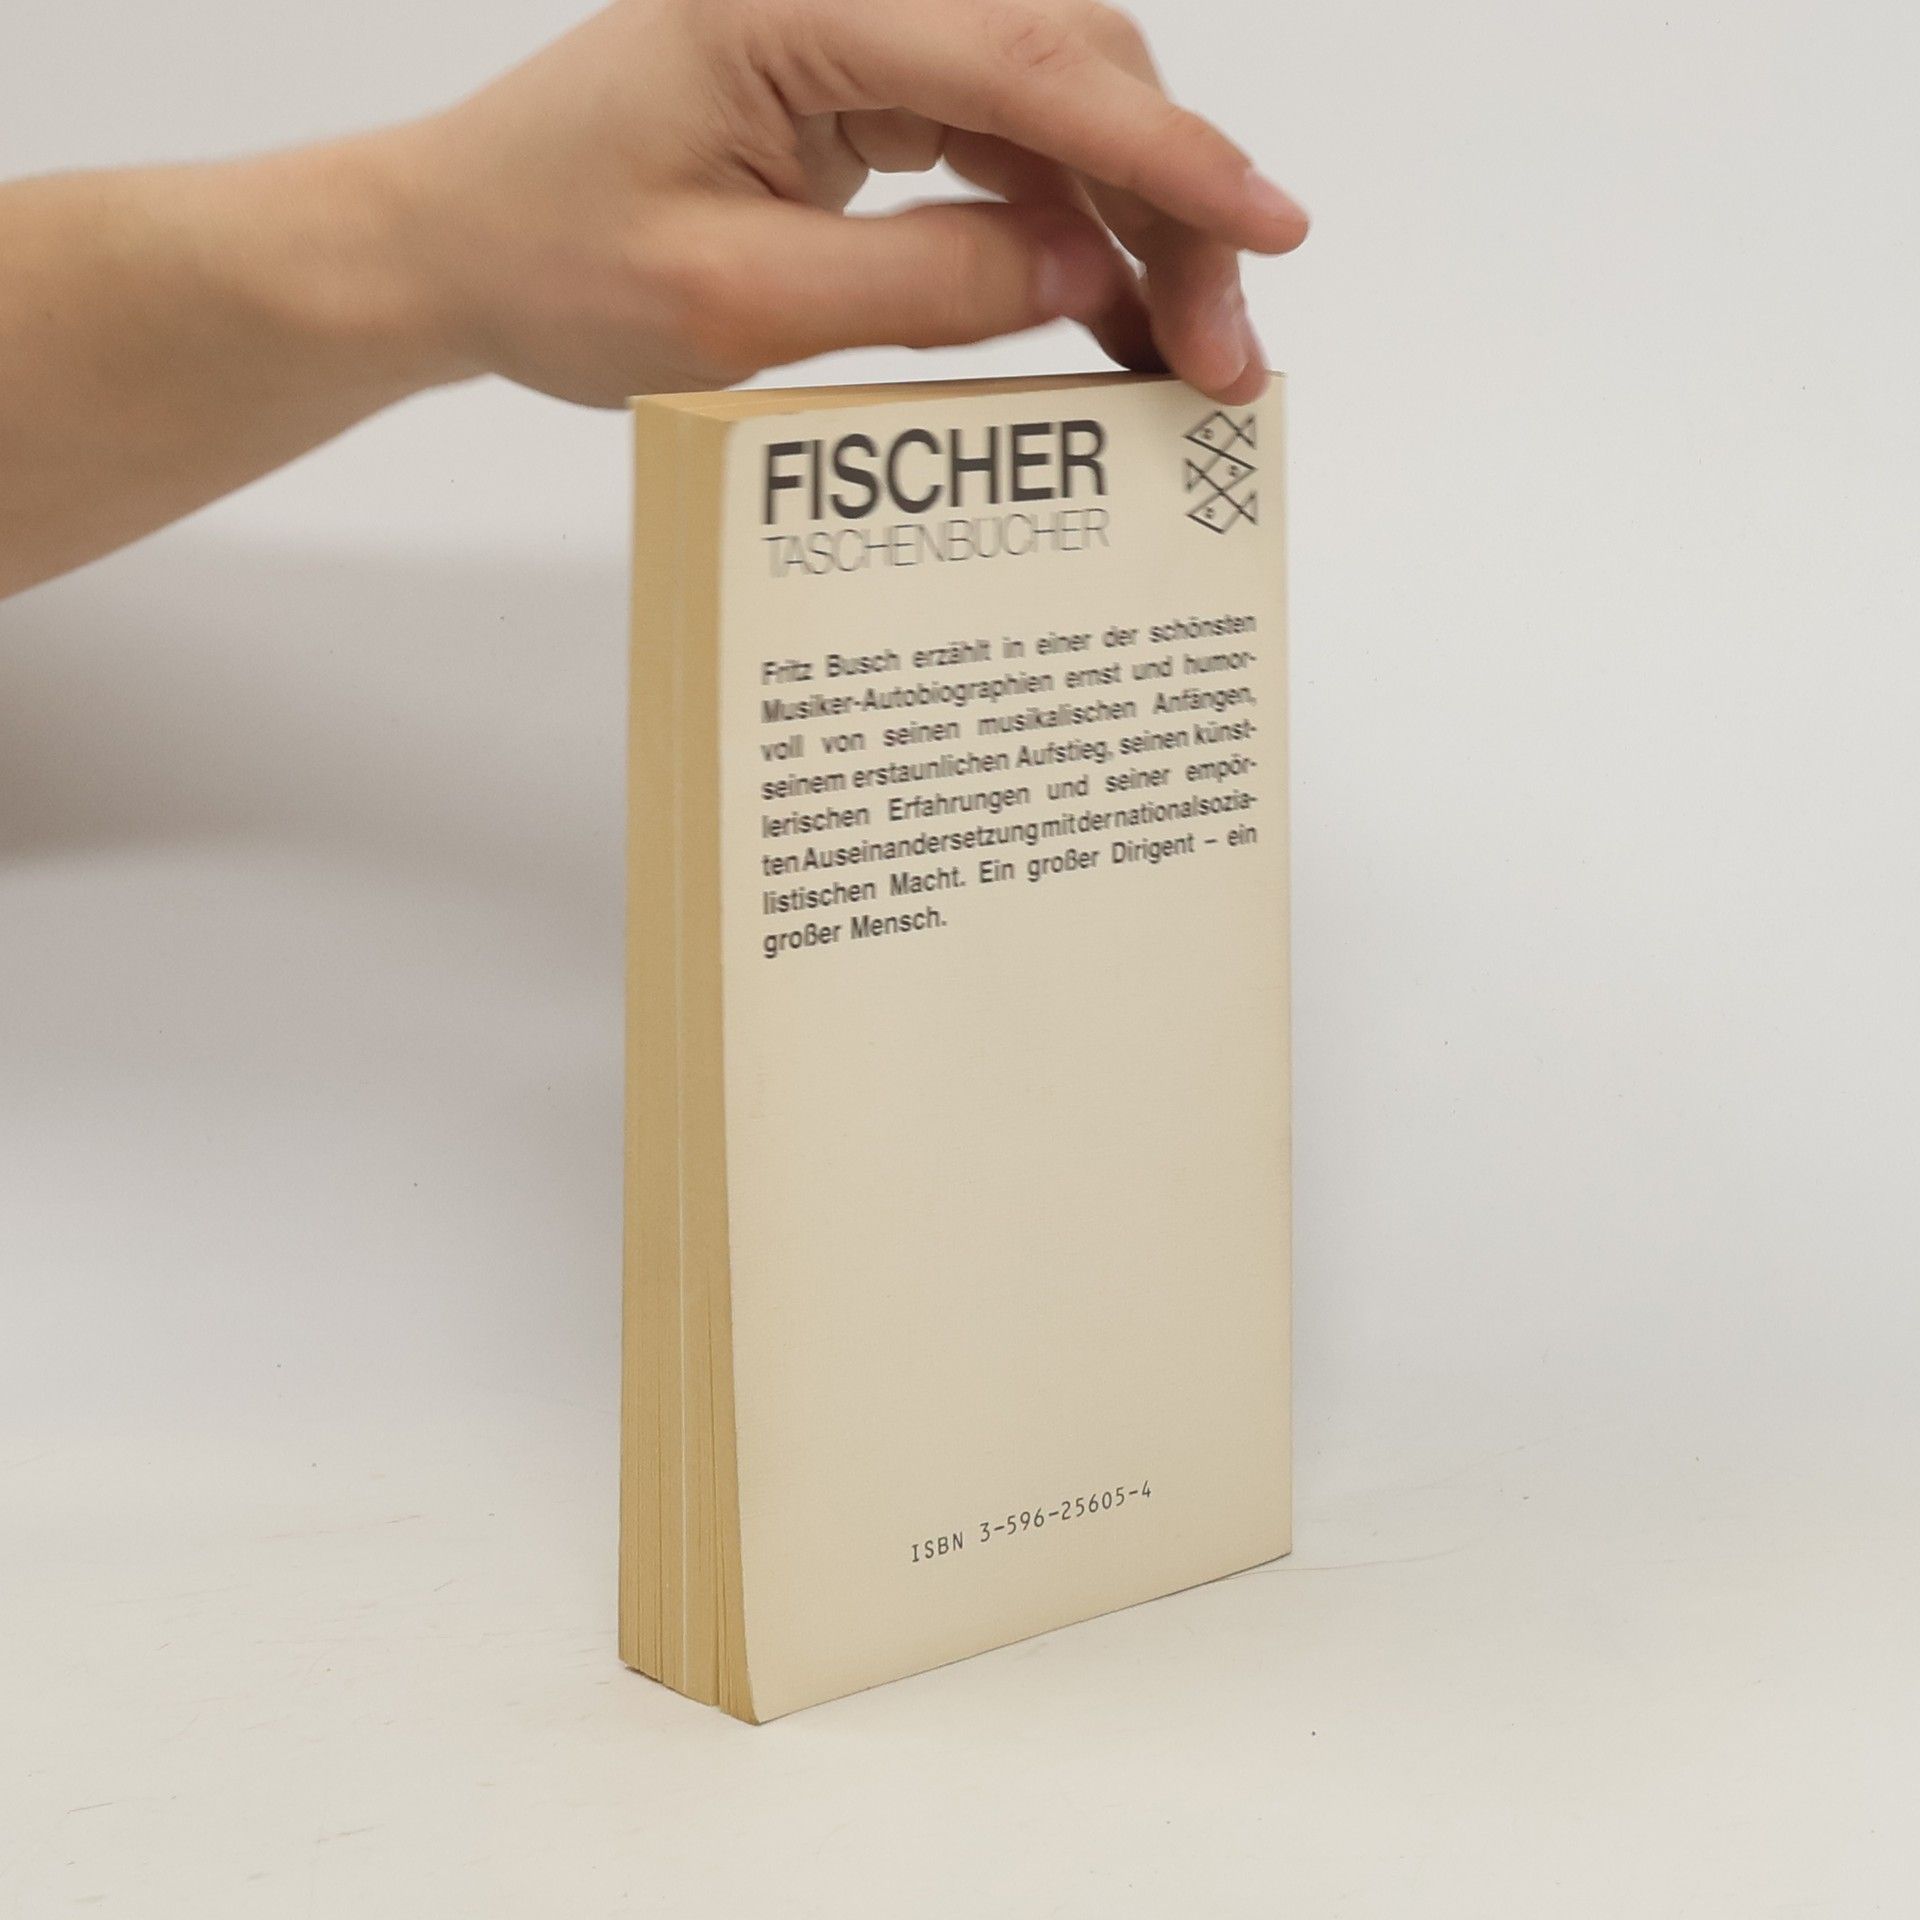 FISCHER
TASCHENBÜCHER
Fritz Busch erzählt in einer der schönsten
Musiker-Autobiographien ernst und humor-
voll von seinen musikalischen Anfängen,
seinem erstaunlichen Aufstieg, seinen künst-
lerischen Erfahrungen und seiner empör-
ten Auseinandersetzung mit der nationalsozia-
listischen Macht. Ein großer Dirigent – ein
großer Mensch.
ISBN 3-596-25605-4